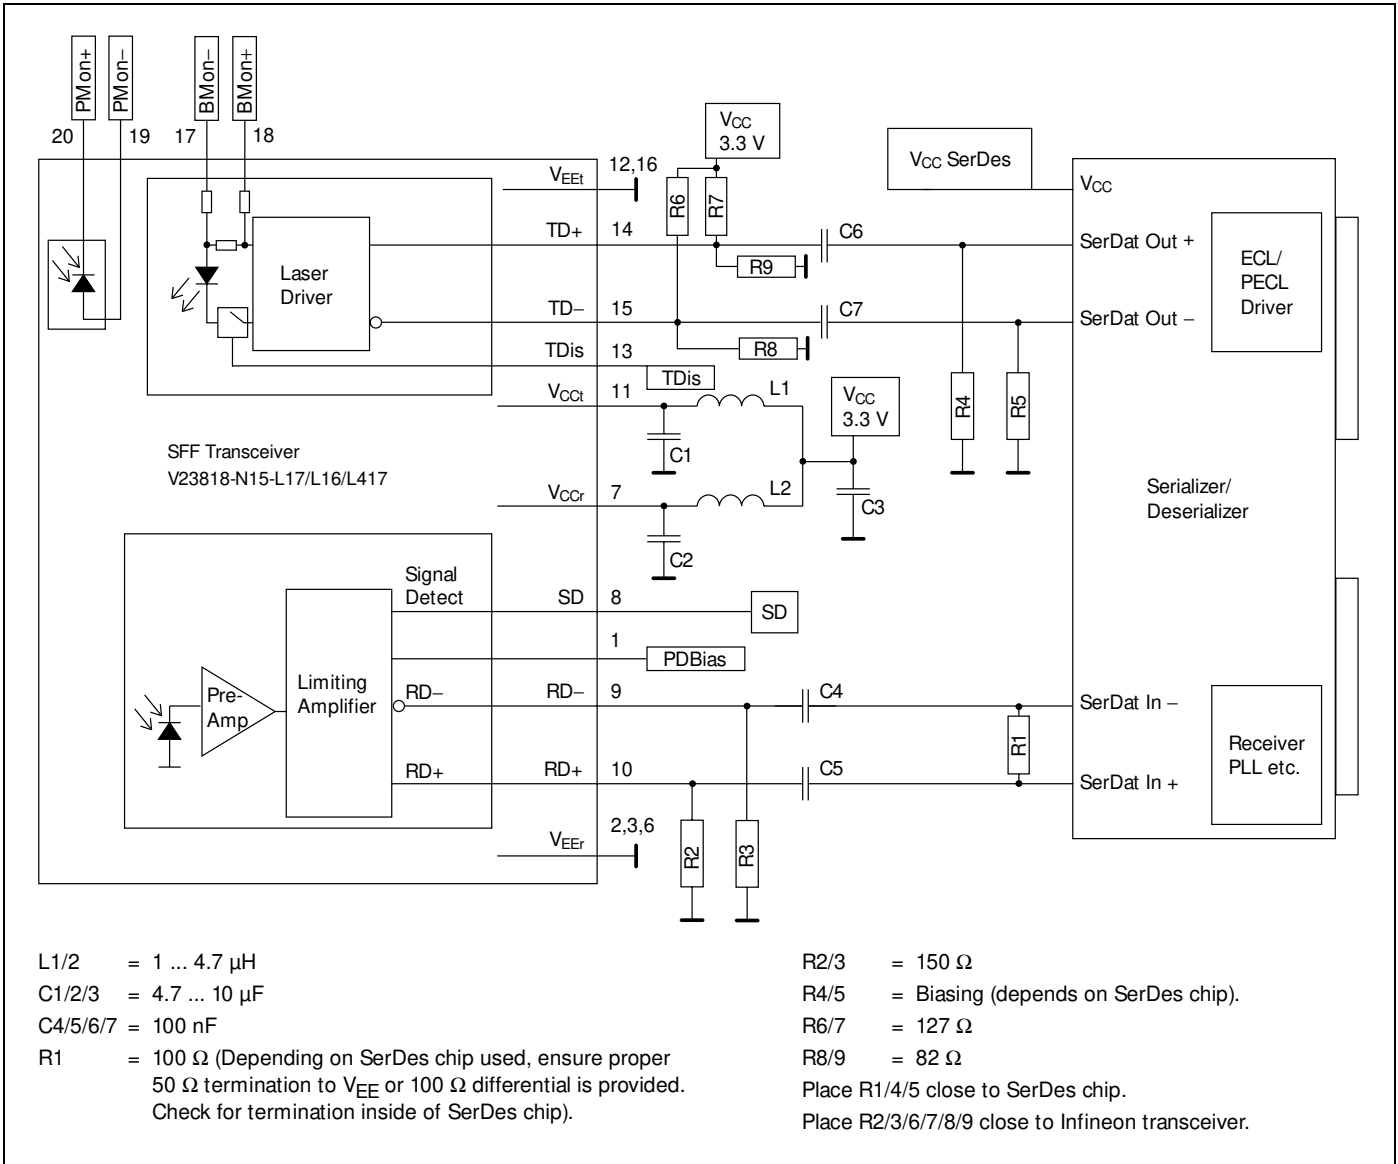 PMon+
PMon−
BMon−
BMon+
20
19
17
18
VCC
3.3 V
VCC SerDes
VEEt
12,16
R6
R7
VCC
TD+
14
C6
SerDat Out +
R9
Laser
Driver
ECL/
PECL
Driver
TD−
15
C7
SerDat Out −
R8
TDis
13
TDis
VCCt
11
L1
VCC
3.3 V
R4
R5
C1
SFF Transceiver
V23818-N15-L17/L16/L417
VCCr
7
L2
C3
Serializer/
Deserializer
C2
Signal
Detect
SD
8
SD
1
PDBias
Pre-
Amp
Limiting
Amplifier
RD−
RD−
9
C4
SerDat In −
R1
Receiver
PLL etc.
RD+
RD+
10
C5
SerDat In +
VEEr
2,3,6
R2
R3
L1/2 = 1 ... 4.7 µH
C1/2/3 = 4.7 ... 10 µF
C4/5/6/7 = 100 nF
R1 = 100 Ω (Depending on SerDes chip used, ensure proper
50 Ω termination to VEE or 100 Ω differential is provided.
Check for termination inside of SerDes chip).
R2/3 = 150 Ω
R4/5 = Biasing (depends on SerDes chip).
R6/7 = 127 Ω
R8/9 = 82 Ω
Place R1/4/5 close to SerDes chip.
Place R2/3/6/7/8/9 close to Infineon transceiver.